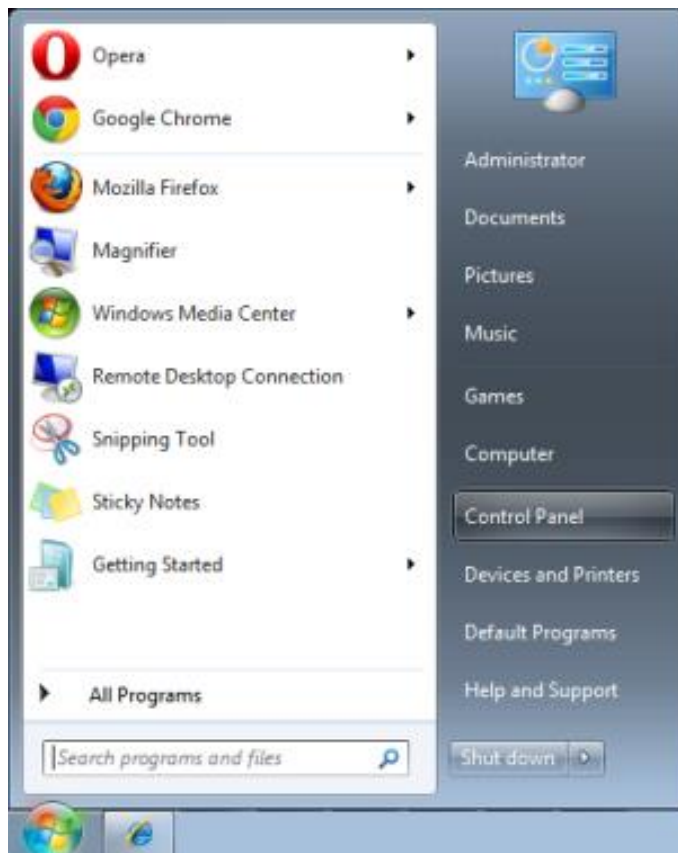 Opera
Google Chrome
Mozilla Firefox
Magnifier
Windows Media Center
Remote Desktop Connection
Snipping Tool
Sticky Notes
Getting Started
All Programs
Search programs and files
Administrator
Documents
Pictures
Music
Games
Computer
Control Panel
Devices and Printers
Default Programs
Help and Support
Shut down